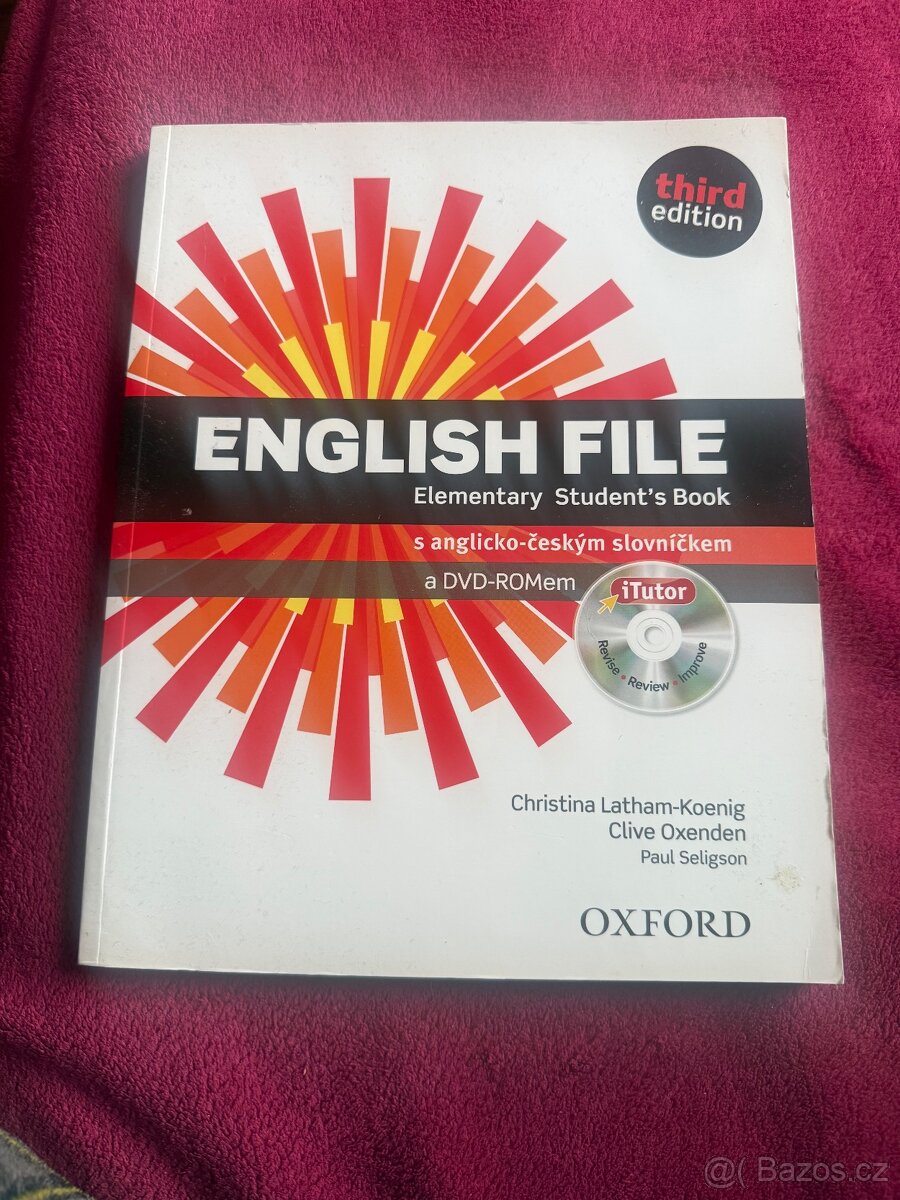 third
edition
ENGLISH FILE
Elementary Student's Book
s anglicko-českým slovníčkem
a DVD-ROMem
iTutor
Revise • Review • Improve
Christina Latham-Koenig
Clive Oxenden
Paul Seligson
OXFORD
@( Bazos.cz